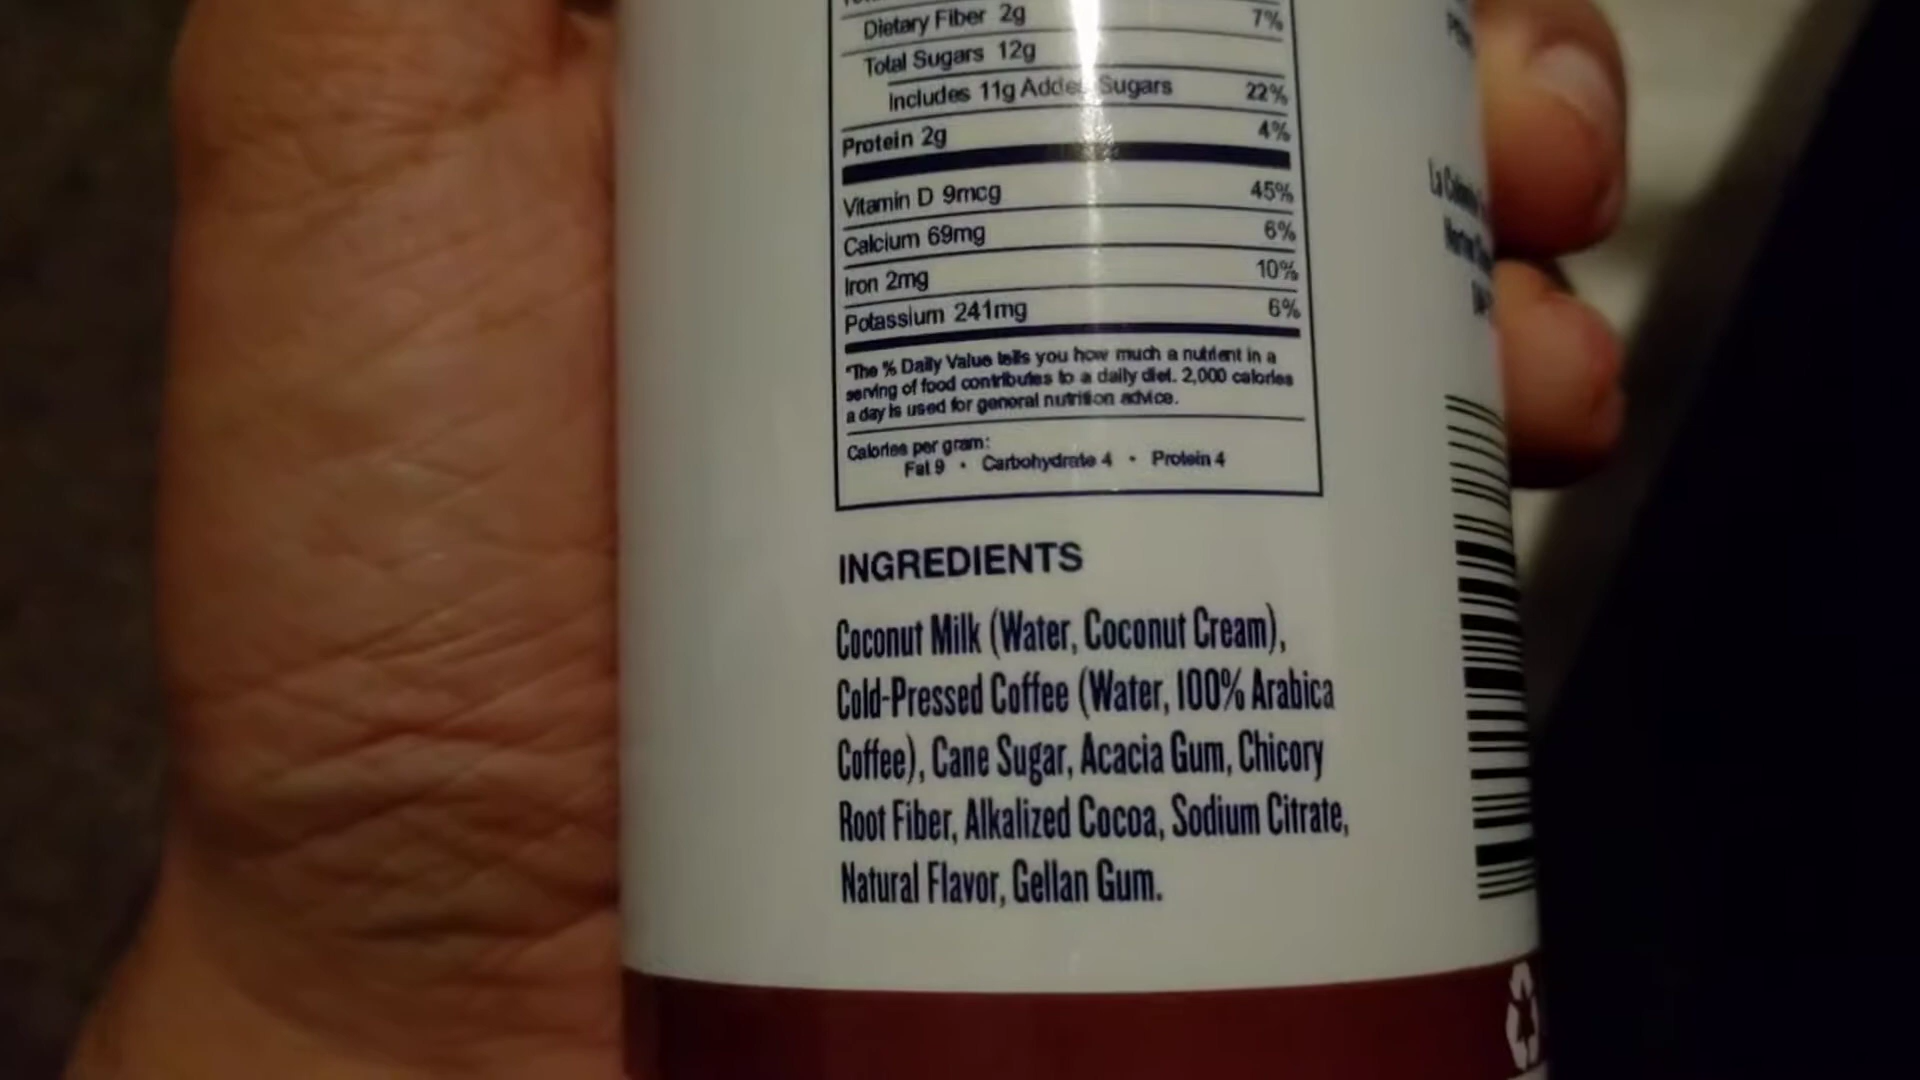 Dietary Fiber 2g 7%
Total Sugars 12g
Includes 11g Added Sugars 22%
Protein 2g 4%
Vitamin D 9mcg 45%
Calcium 69mg 6%
Iron 2mg 10%
Potassium 241mg 6%
*The % Daily Value tells you how much a nutrient in a
serving of food contributes to a daily diet. 2,000 calories
a day is used for general nutrition advice.
Calories per gram:
Fat 9 • Carbohydrate 4 • Protein 4
INGREDIENTS
Coconut Milk (Water, Coconut Cream),
Cold-Pressed Coffee (Water, 100% Arabica
Coffee), Cane Sugar, Acacia Gum, Chicory
Root Fiber, Alkalized Cocoa, Sodium Citrate,
Natural Flavor, Gellan Gum.
La